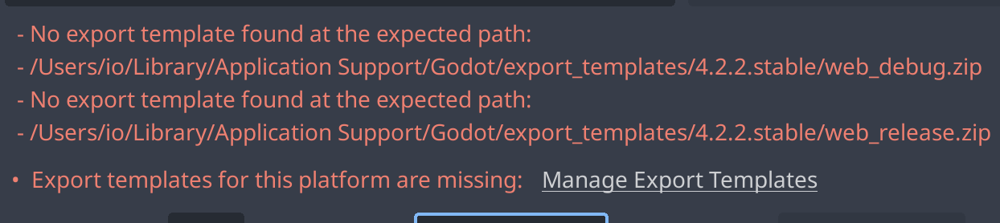 - No export template found at the expected path:
- /Users/io/Library/Application Support/Godot/export_templates/4.2.2.stable/web_debug.zip
- No export template found at the expected path:
- /Users/io/Library/Application Support/Godot/export_templates/4.2.2.stable/web_release.zip
• Export templates for this platform are missing: Manage Export Templates